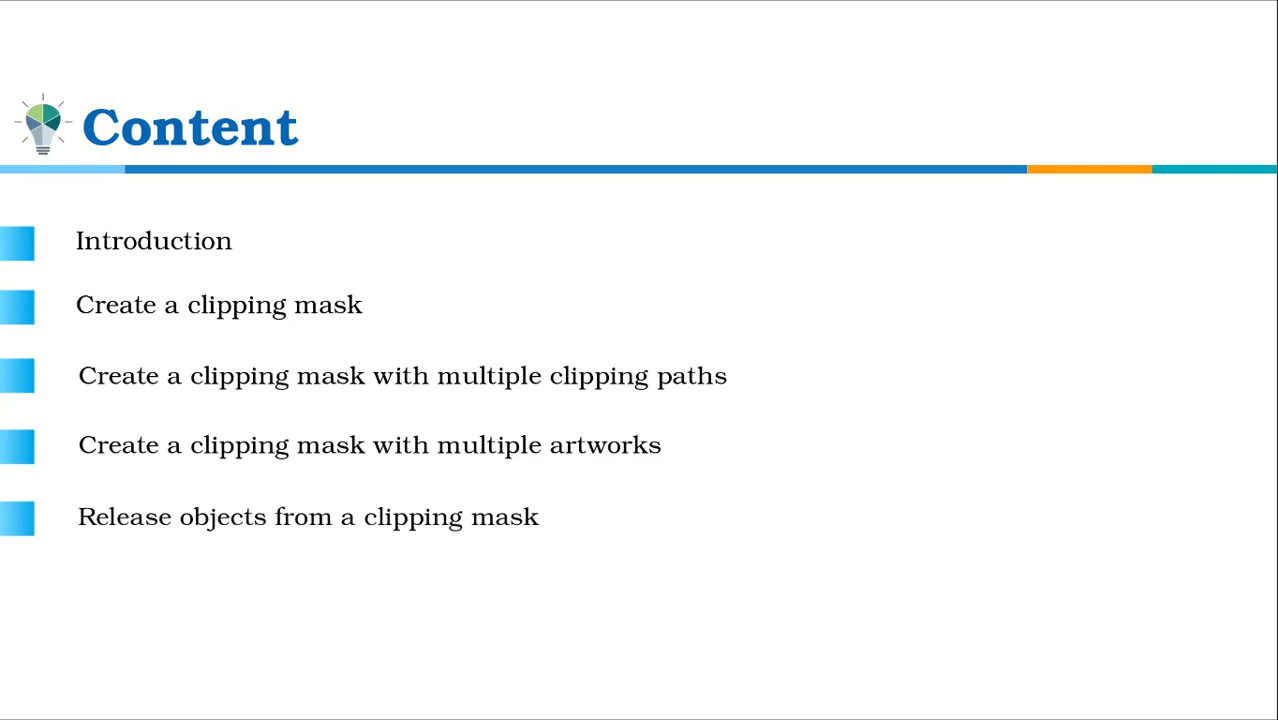 Content
Introduction
Create a clipping mask
Create a clipping mask with multiple clipping paths
Create a clipping mask with multiple artworks
Release objects from a clipping mask